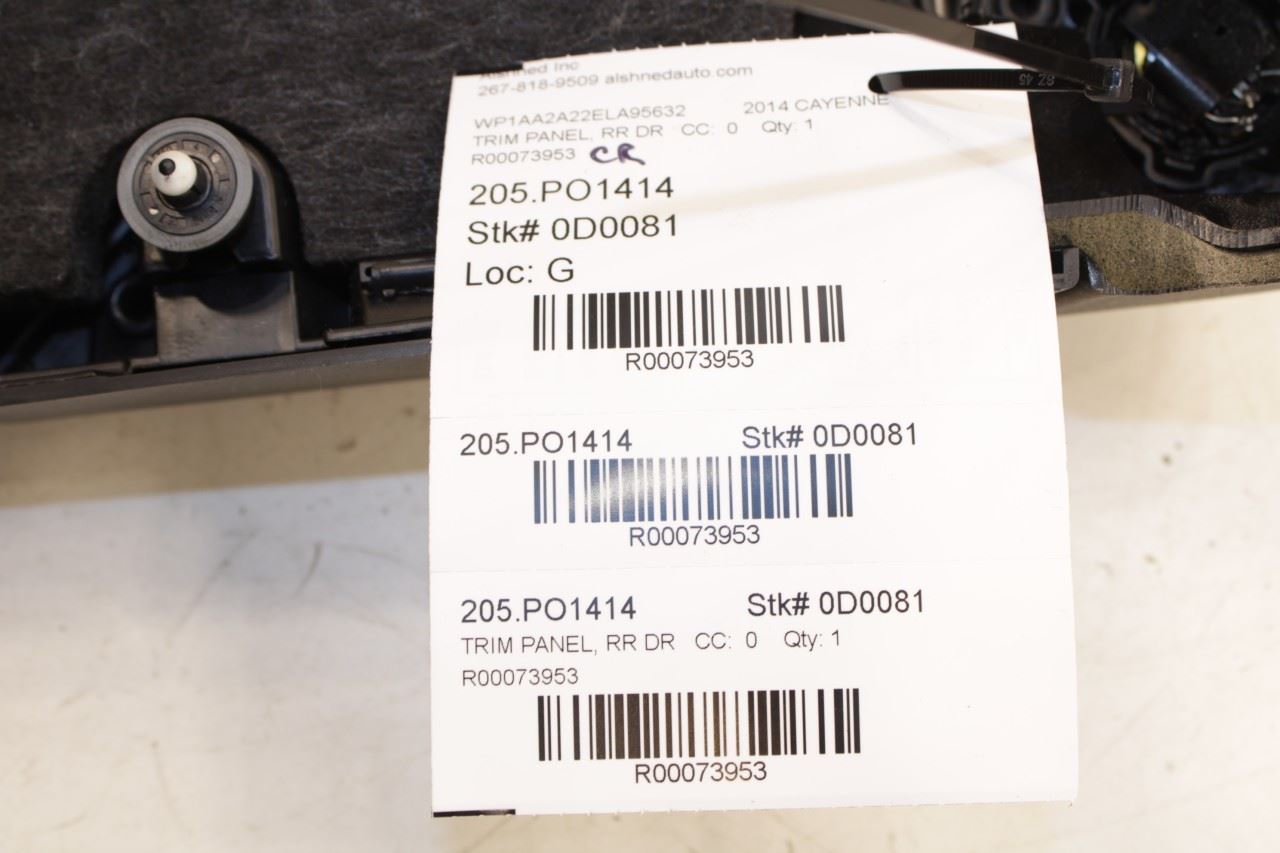 Alshned Inc
267-818-9509 alshnedauto.com
WP1AA2A22ELA95632 2014 CAYENNE
TRIM PANEL, RR DR CC: 0 Qty: 1
R00073953 CR
205.PO1414
Stk# 0D0081
Loc: G
R00073953
205.PO1414 Stk# 0D0081
R00073953
205.PO1414 Stk# 0D0081
TRIM PANEL, RR DR CC: 0 Qty: 1
R00073953
R00073953